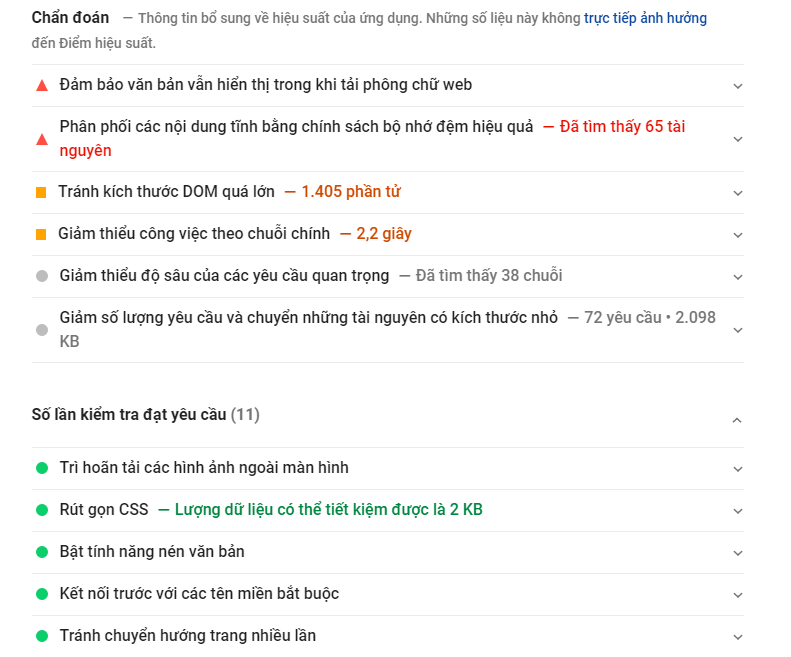 Chẩn đoán — Thông tin bổ sung về hiệu suất của ứng dụng. Những số liệu này không trực tiếp ảnh hưởng
đến Điểm hiệu suất.
Đảm bảo văn bản vẫn hiển thị trong khi tải phông chữ web
Phân phối các nội dung tĩnh bằng chính sách bộ nhớ đệm hiệu quả — Đã tìm thấy 65 tài
nguyên
Tránh kích thước DOM quá lớn — 1.405 phần tử
Giảm thiểu công việc theo chuỗi chính — 2,2 giây
Giảm thiểu độ sâu của các yêu cầu quan trọng — Đã tìm thấy 38 chuỗi
Giảm số lượng yêu cầu và chuyển những tài nguyên có kích thước nhỏ — 72 yêu cầu • 2.098
KB
Số lần kiểm tra đạt yêu cầu (11)
Trì hoãn tải các hình ảnh ngoài màn hình
Rút gọn CSS — Lượng dữ liệu có thể tiết kiệm được là 2 KB
Bật tính năng nén văn bản
Kết nối trước với các tên miền bắt buộc
Tránh chuyển hướng trang nhiều lần